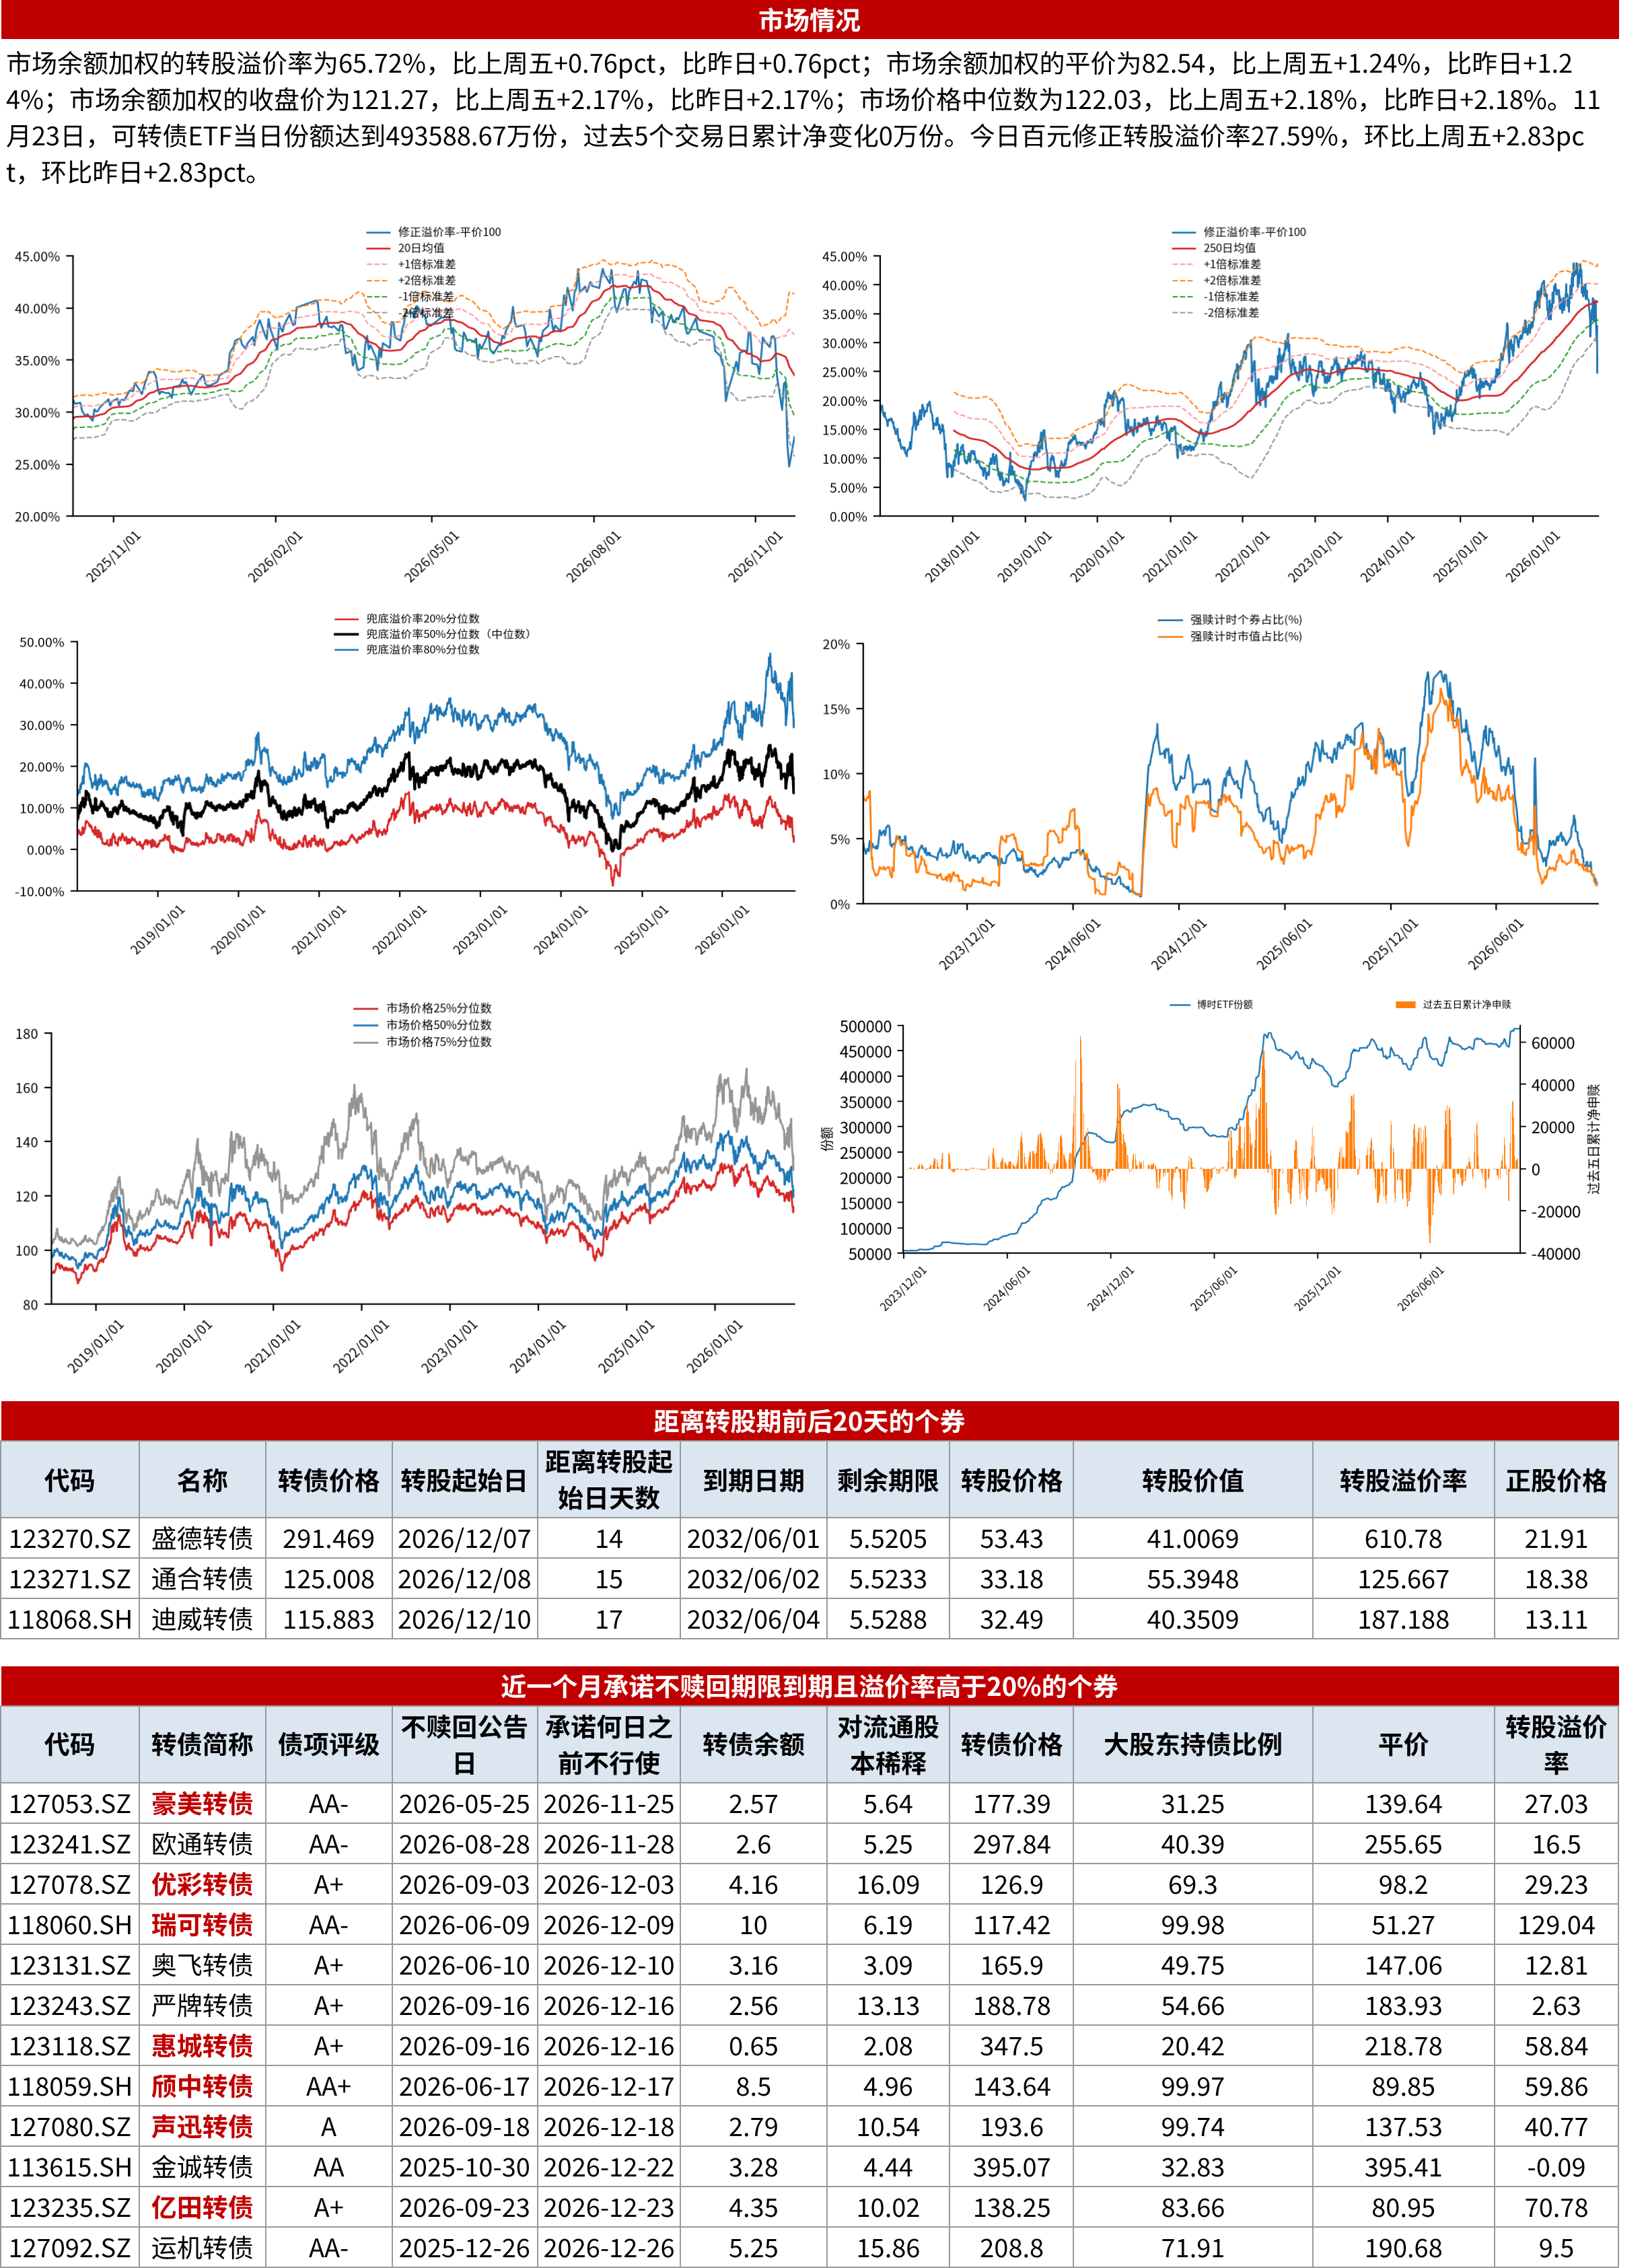 市场情况
市场余额加权的转股溢价率为65.72%，比上周五+0.76pct，比昨日+0.76pct；市场余额加权的平价为82.54，比上周五+1.24%，比昨日+1.2
4%；市场余额加权的收盘价为121.27，比上周五+2.17%，比昨日+2.17%；市场价格中位数为122.03，比上周五+2.18%，比昨日+2.18%。11
月23日，可转债ETF当日份额达到493588.67万份，过去5个交易日累计净变化0万份。今日百元修正转股溢价率27.59%，环比上周五+2.83pc
t，环比昨日+2.83pct。
修正溢价率-平价100
20日均值
+1倍标准差
+2倍标准差
-1倍标准差
-2倍标准差
45.00%
40.00%
35.00%
30.00%
25.00%
20.00%
2025/11/01
2026/02/01
2026/05/01
2026/08/01
2026/11/01
修正溢价率-平价100
250日均值
+1倍标准差
+2倍标准差
-1倍标准差
-2倍标准差
45.00%
40.00%
35.00%
30.00%
25.00%
20.00%
15.00%
10.00%
5.00%
0.00%
2018/01/01
2019/01/01
2020/01/01
2021/01/01
2022/01/01
2023/01/01
2024/01/01
2025/01/01
2026/01/01
兜底溢价率20%分位数
兜底溢价率50%分位数（中位数）
兜底溢价率80%分位数
50.00%
40.00%
30.00%
20.00%
10.00%
0.00%
-10.00%
2019/01/01
2020/01/01
2021/01/01
2022/01/01
2023/01/01
2024/01/01
2025/01/01
2026/01/01
强赎计时个券占比(%)
强赎计时市值占比(%)
20%
15%
10%
5%
0%
2023/12/01
2024/06/01
2024/12/01
2025/06/01
2025/12/01
2026/06/01
市场价格25%分位数
市场价格50%分位数
市场价格75%分位数
180
160
140
120
100
80
2019/01/01
2020/01/01
2021/01/01
2022/01/01
2023/01/01
2024/01/01
2025/01/01
2026/01/01
博时ETF份额
过去五日累计净申赎
500000
450000
400000
350000
300000
250000
200000
150000
100000
50000
份额
60000
40000
20000
0
-20000
-40000
过去五日累计净申赎
2023/12/01
2024/06/01
2024/12/01
2025/06/01
2025/12/01
2026/06/01
距离转股期前后20天的个券
代码 名称 转债价格 转股起始日 距离转股起始日天数 到期日期 剩余期限 转股价格 转股价值 转股溢价率 正股价格
123270.SZ 盛德转债 291.469 2026/12/07 14 2032/06/01 5.5205 53.43 41.0069 610.78 21.91
123271.SZ 通合转债 125.008 2026/12/08 15 2032/06/02 5.5233 33.18 55.3948 125.667 18.38
118068.SH 迪威转债 115.883 2026/12/10 17 2032/06/04 5.5288 32.49 40.3509 187.188 13.11
近一个月承诺不赎回期限到期且溢价率高于20%的个券
代码 转债简称 债项评级 不赎回公告日 承诺何日之前不行使 转债余额 对流通股本稀释 转债价格 大股东持债比例 平价 转股溢价率
127053.SZ 豪美转债 AA- 2026-05-25 2026-11-25 2.57 5.64 177.39 31.25 139.64 27.03
123241.SZ 欧通转债 AA- 2026-08-28 2026-11-28 2.6 5.25 297.84 40.39 255.65 16.5
127078.SZ 优彩转债 A+ 2026-09-03 2026-12-03 4.16 16.09 126.9 69.3 98.2 29.23
118060.SH 瑞可转债 AA- 2026-06-09 2026-12-09 10 6.19 117.42 99.98 51.27 129.04
123131.SZ 奥飞转债 A+ 2026-06-10 2026-12-10 3.16 3.09 165.9 49.75 147.06 12.81
123243.SZ 严牌转债 A+ 2026-09-16 2026-12-16 2.56 13.13 188.78 54.66 183.93 2.63
123118.SZ 惠城转债 A+ 2026-09-16 2026-12-16 0.65 2.08 347.5 20.42 218.78 58.84
118059.SH 颀中转债 AA+ 2026-06-17 2026-12-17 8.5 4.96 143.64 99.97 89.85 59.86
127080.SZ 声迅转债 A 2026-09-18 2026-12-18 2.79 10.54 193.6 99.74 137.53 40.77
113615.SH 金诚转债 AA 2025-10-30 2026-12-22 3.28 4.44 395.07 32.83 395.41 -0.09
123235.SZ 亿田转债 A+ 2026-09-23 2026-12-23 4.35 10.02 138.25 83.66 80.95 70.78
127092.SZ 运机转债 AA- 2025-12-26 2026-12-26 5.25 15.86 208.8 71.91 190.68 9.5